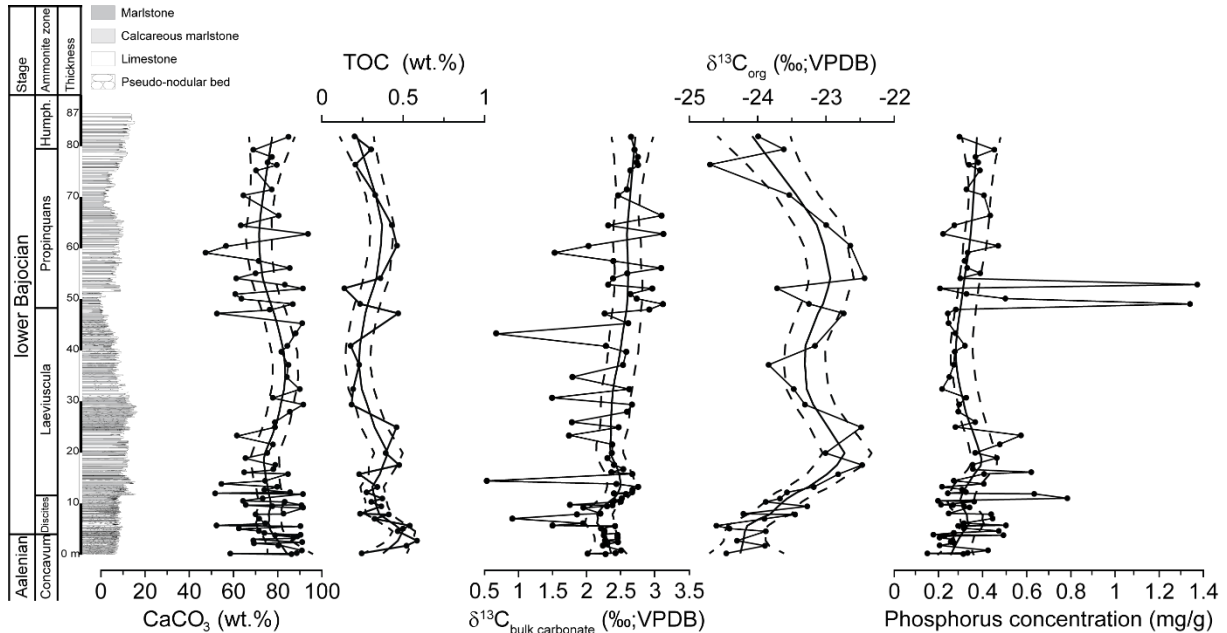 Stage
Ammonite zone
Thickness
Marlstone
Calcareous marlstone
Limestone
Pseudo-nodular bed
TOC (wt.%)
0 0.5 1
δ13Corg (‰;VPDB)
-25 -24 -23 -22
lower Bajocian
Aalenian
Humph.
Propinquans
Laeviuscula
Discites
Concavum
87
80
70
60
50
40
30
20
10
0 m
0 20 40 60 80 100
CaCO3 (wt.%)
0.5 1 1.5 2 2.5 3 3.5
δ13Cbulk carbonate (‰;VPDB)
0 0.2 0.4 0.6 0.8 1 1.2 1.4
Phosphorus concentration (mg/g)